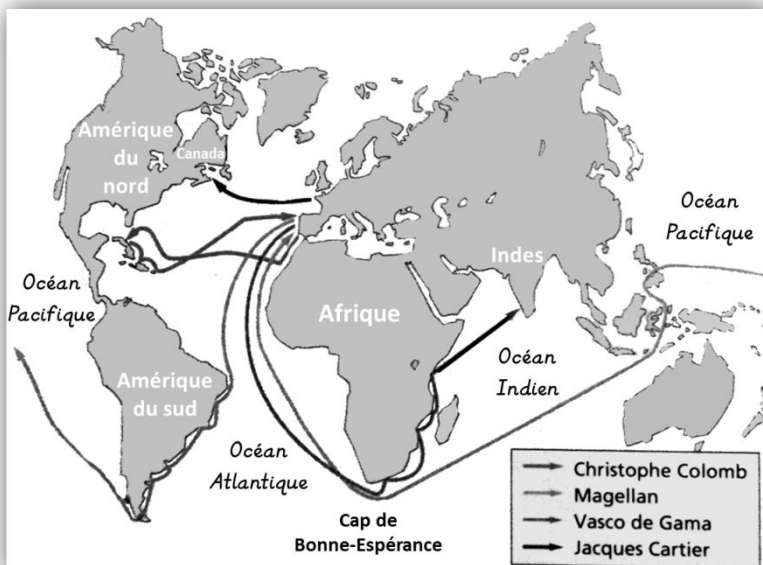 Amérique
du
nord
Canada
Océan
Pacifique
Indes
Océan
Pacifique
Afrique
Océan
Indien
Amérique
du sud
Océan
Atlantique
Cap de
Bonne-Espérance
Christophe Colomb
Magellan
Vasco de Gama
Jacques Cartier